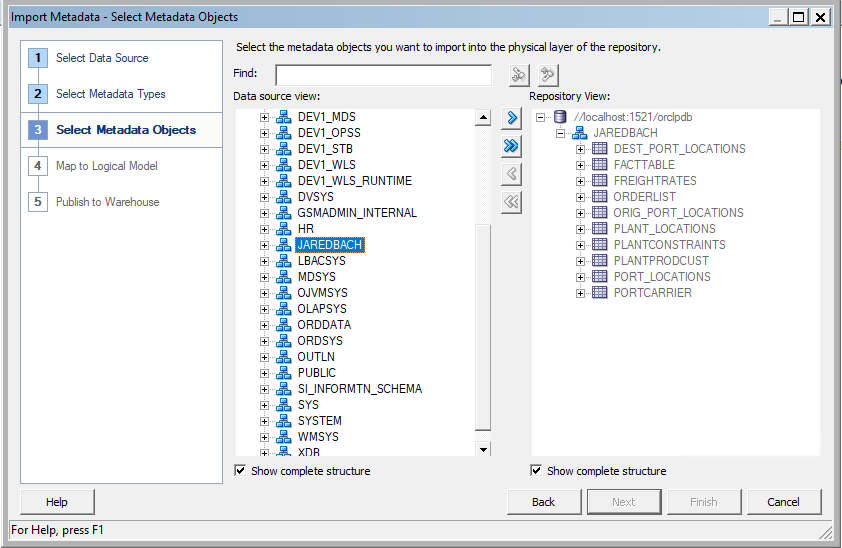 Import Metadata - Select Metadata Objects
1 Select Data Source
2 Select Metadata Types
3 Select Metadata Objects
4 Map to Logical Model
5 Publish to Warehouse
Select the metadata objects you want to import into the physical layer of the repository.
Find:
Data source view:
DEV1_MDS
DEV1_OPSS
DEV1_STB
DEV1_WLS
DEV1_WLS_RUNTIME
DVSYS
GSMADMIN_INTERNAL
HR
JAREDBACH
LBACSYS
MDSYS
OJVMSYS
OLAPSYS
ORDDATA
ORDSYS
OUTLN
PUBLIC
SI_INFORMTN_SCHEMA
SYS
SYSTEM
WMSYS
XDB
Show complete structure
Repository View:
//localhost:1521/orclpdb
JAREDBACH
DEST_PORT_LOCATIONS
FACTTABLE
FREIGHTRATES
ORDERLIST
ORIG_PORT_LOCATIONS
PLANT_LOCATIONS
PLANTCONSTRAINTS
PLANTPRODCUST
PORT_LOCATIONS
PORTCARRIER
Show complete structure
Help
Back
Next
Finish
Cancel
For Help, press F1